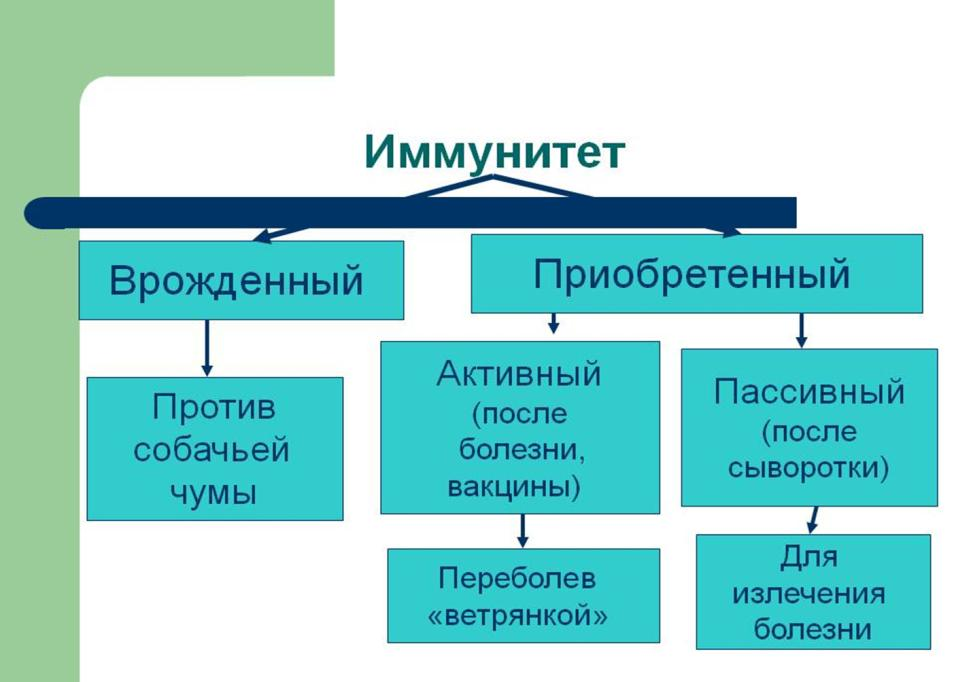 Иммунитет
Врожденный
Приобретенный
Против
собачьей
чумы
Активный
(после
болезни,
вакцины)
Пассивный
(после
сыворотки)
Переболев
«ветрянкой»
Для
излечения
болезни